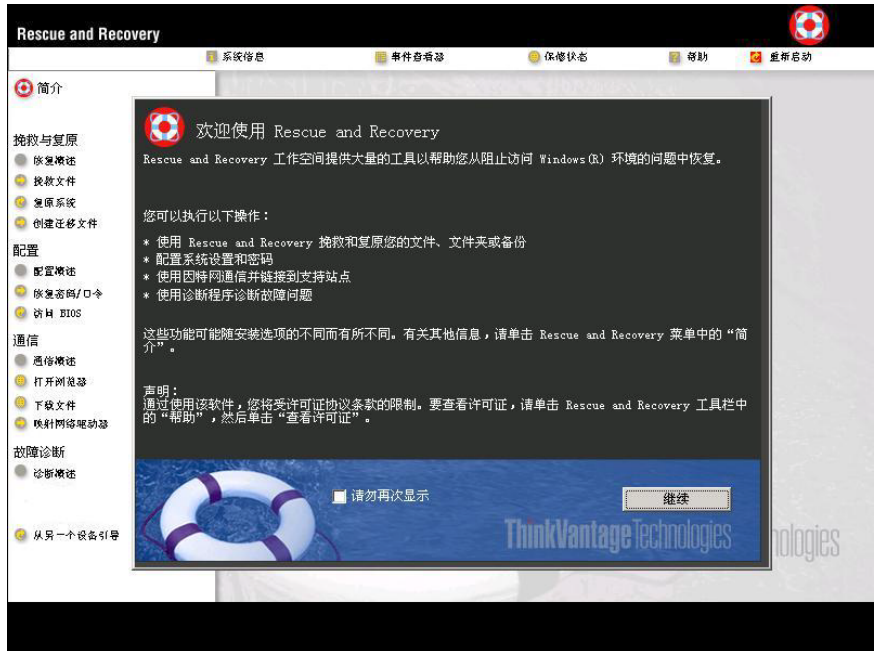 Rescue and Recovery
系统信息 事件查看器 保修状态 帮助 重新启动
简介
挽救与复原
恢复概述
挽救文件
复原系统
创建迁移文件
配置
配置概述
恢复密码/口令
访问 BIOS
通信
通信概述
打开浏览器
下载文件
映射网络驱动器
故障诊断
诊断概述
从另一个设备引导
欢迎使用 Rescue and Recovery
Rescue and Recovery 工作空间提供大量的工具以帮助您从阻止访问 Windows(R) 环境的问题中恢复。
您可以执行以下操作：
* 使用 Rescue and Recovery 挽救和复原您的文件、文件夹或备份
* 配置系统设置和密码
* 使用因特网通信并链接到支持站点
* 使用诊断程序诊断故障问题
这些功能可能随安装选项的不同而有所不同。有关其他信息，请单击 Rescue and Recovery 菜单中的“简
介”。
声明：
通过使用该软件，您将受许可证协议条款的限制。要查看许可证，请单击 Rescue and Recovery 工具栏中
的“帮助”，然后单击“查看许可证”。
请勿再次显示
继续
ThinkVantage Technologies
nologies